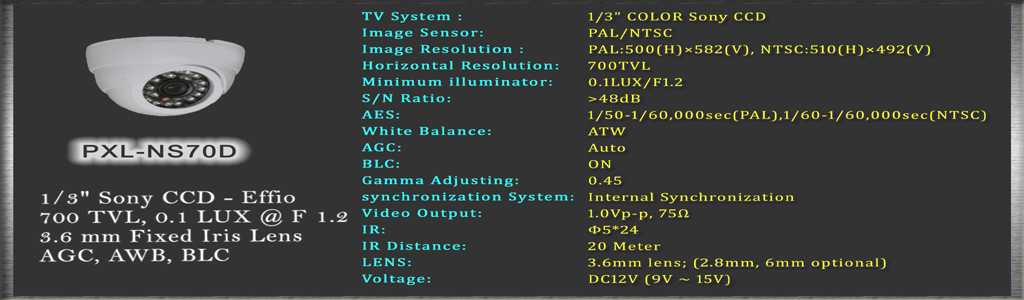 PXL-NS70D
1/3" Sony CCD - Effio
700 TVL, 0.1 LUX @ F 1.2
3.6 mm Fixed Iris Lens
AGC, AWB, BLC
TV System : 1/3" COLOR Sony CCD
Image Sensor: PAL/NTSC
Image Resolution : PAL:500(H)×582(V), NTSC:510(H)×492(V)
Horizontal Resolution: 700TVL
Minimum illuminator: 0.1LUX/F1.2
S/N Ratio: >48dB
AES: 1/50-1/60,000sec(PAL),1/60-1/60,000sec(NTSC)
White Balance: ATW
AGC: Auto
BLC: ON
Gamma Adjusting: 0.45
synchronization System: Internal Synchronization
Video Output: 1.0Vp-p, 75Ω
IR: Φ5*24
IR Distance: 20 Meter
LENS: 3.6mm lens; (2.8mm, 6mm optional)
Voltage: DC12V (9V ~ 15V)